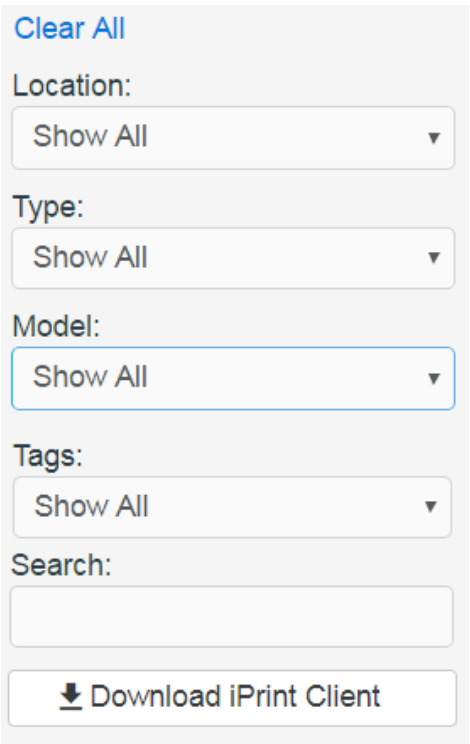 Clear All
Location:
Show All
Type:
Show All
Model:
Show All
Tags:
Show All
Search:
Download iPrint Client